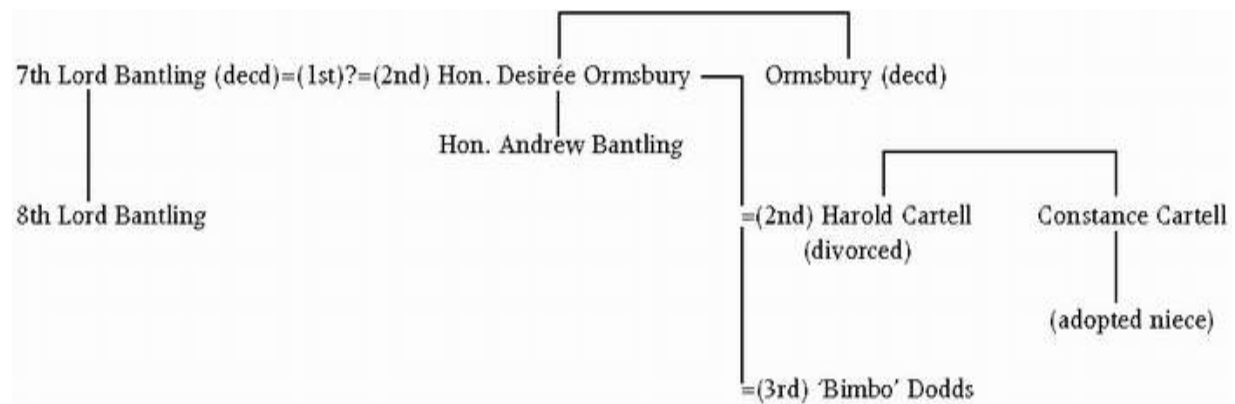 7th Lord Bantling (decd)=(1st)?=(2nd) Hon. Desirée Ormsbury Ormsbury (decd)
Hon. Andrew Bantling
8th Lord Bantling =(2nd) Harold Cartell Constance Cartell
(divorced)
(adopted niece)
=(3rd) ‘Bimbo’ Dodds